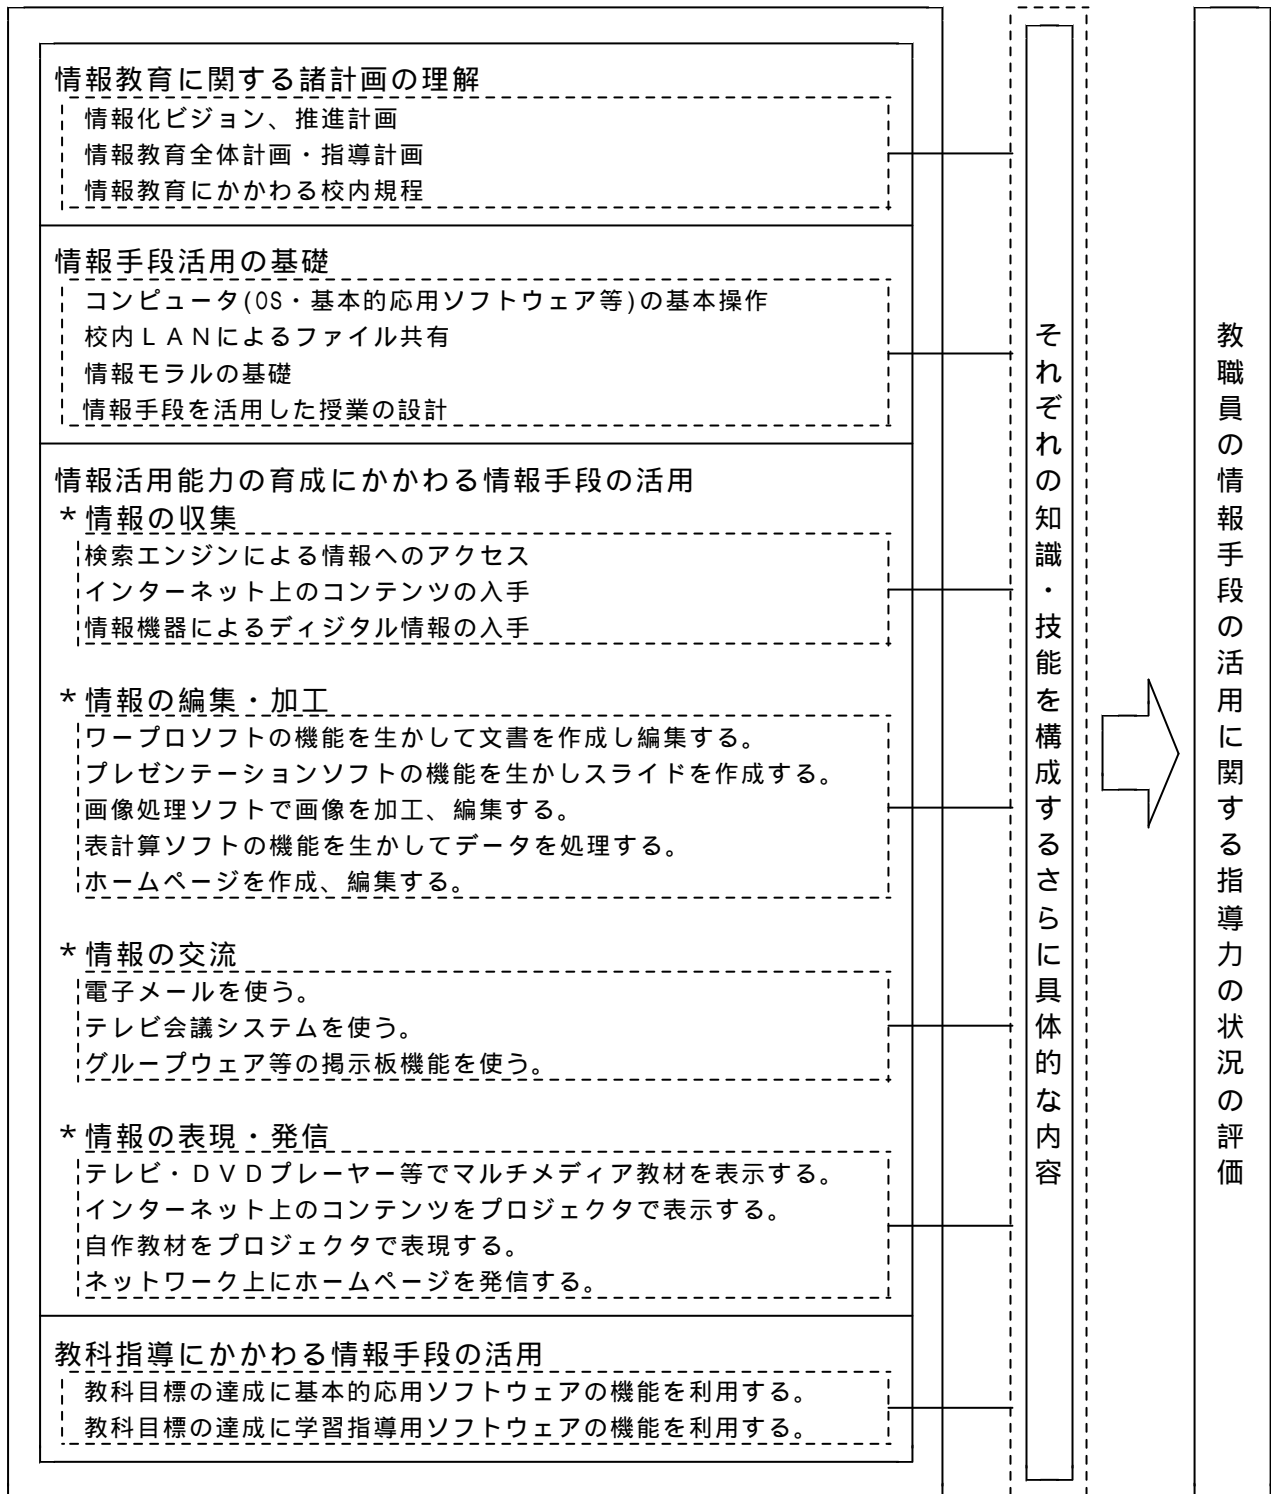 情報教育に関する諸計画の理解
情報化ビジョン、推進計画
情報教育全体計画・指導計画
情報教育にかかわる校内規程
情報手段活用の基礎
コンピュータ(OS・基本的応用ソフトウェア等)の基本操作
校内ＬＡＮによるファイル共有
情報モラルの基礎
情報手段を活用した授業の設計
情報活用能力の育成にかかわる情報手段の活用
＊情報の収集
検索エンジンによる情報へのアクセス
インターネット上のコンテンツの入手
情報機器によるディジタル情報の入手
＊情報の編集・加工
ワープロソフトの機能を生かして文書を作成し編集する。
プレゼンテーションソフトの機能を生かしスライドを作成する。
画像処理ソフトで画像を加工、編集する。
表計算ソフトの機能を生かしてデータを処理する。
ホームページを作成、編集する。
＊情報の交流
電子メールを使う。
テレビ会議システムを使う。
グループウェア等の掲示板機能を使う。
＊情報の表現・発信
テレビ・ＤＶＤプレーヤー等でマルチメディア教材を表示する。
インターネット上のコンテンツをプロジェクタで表示する。
自作教材をプロジェクタで表現する。
ネットワーク上にホームページを発信する。
教科指導にかかわる情報手段の活用
教科目標の達成に基本的応用ソフトウェアの機能を利用する。
教科目標の達成に学習指導用ソフトウェアの機能を利用する。
それぞれの知識・技能を構成するさらに具体的な内容
教職員の情報手段の活用に関する指導力の状況の評価